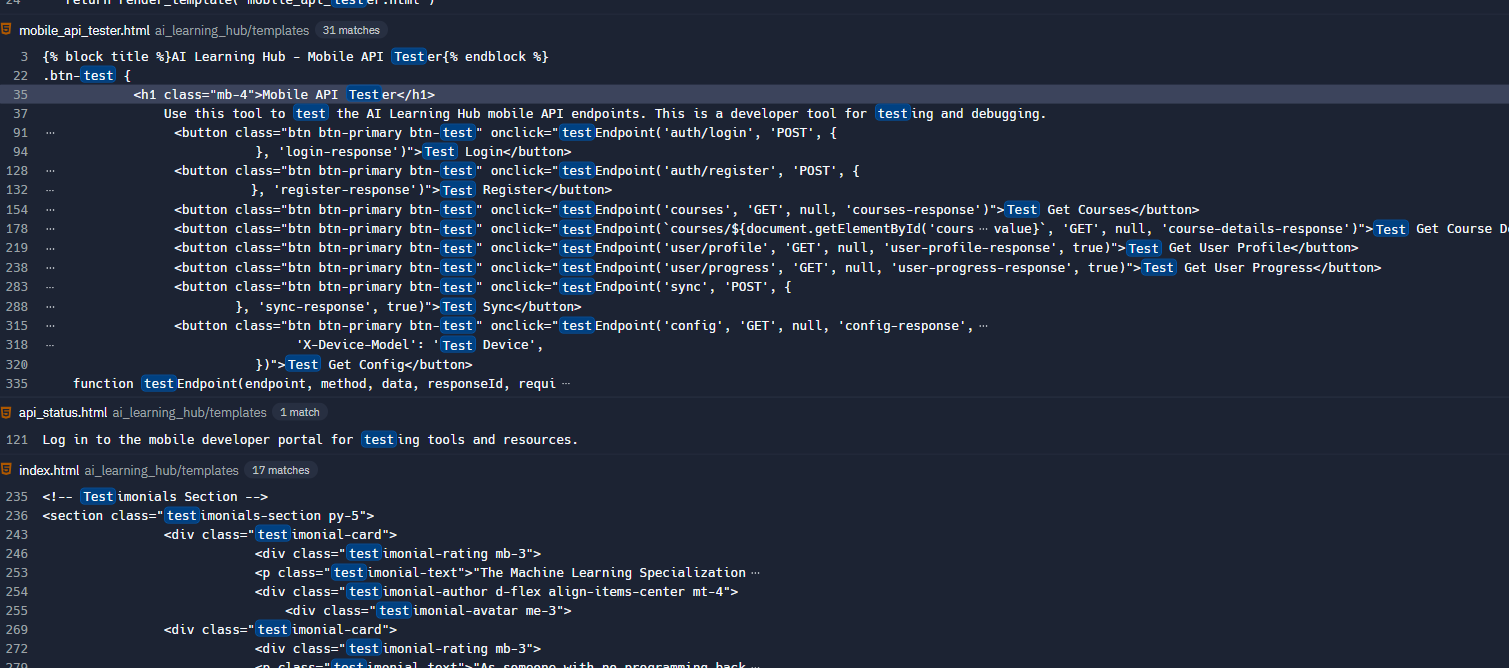 24 return render_template('mobile_api_tester.html')
mobile_api_tester.html ai_learning_hub/templates 31 matches
3 {% block title %}AI Learning Hub - Mobile API Tester{% endblock %}
22 .btn-test {
35 <h1 class="mb-4">Mobile API Tester</h1>
37 Use this tool to test the AI Learning Hub mobile API endpoints. This is a developer tool for testing and debugging.
91 ··· <button class="btn btn-primary btn-test" onclick="testEndpoint('auth/login', 'POST', {
94 }, 'login-response')">Test Login</button>
128 ··· <button class="btn btn-primary btn-test" onclick="testEndpoint('auth/register', 'POST', {
132 ··· }, 'register-response')">Test Register</button>
154 ··· <button class="btn btn-primary btn-test" onclick="testEndpoint('courses', 'GET', null, 'courses-response')">Test Get Courses</button>
178 ··· <button class="btn btn-primary btn-test" onclick="testEndpoint(`courses/${document.getElementById('cours ··· value}`, 'GET', null, 'course-details-response')">Test Get Course D
219 ··· <button class="btn btn-primary btn-test" onclick="testEndpoint('user/profile', 'GET', null, 'user-profile-response', true)">Test Get User Profile</button>
238 ··· <button class="btn btn-primary btn-test" onclick="testEndpoint('user/progress', 'GET', null, 'user-progress-response', true)">Test Get User Progress</button>
283 ··· <button class="btn btn-primary btn-test" onclick="testEndpoint('sync', 'POST', {
288 ··· }, 'sync-response', true)">Test Sync</button>
315 ··· <button class="btn btn-primary btn-test" onclick="testEndpoint('config', 'GET', null, 'config-response', ···
318 ··· 'X-Device-Model': 'Test Device',
320 })">Test Get Config</button>
335 function testEndpoint(endpoint, method, data, responseId, requi ···
api_status.html ai_learning_hub/templates 1 match
121 Log in to the mobile developer portal for testing tools and resources.
index.html ai_learning_hub/templates 17 matches
235 <!-- Testimonials Section -->
236 <section class="testimonials-section py-5">
243 <div class="testimonial-card">
246 <div class="testimonial-rating mb-3">
253 <p class="testimonial-text">"The Machine Learning Specialization ···
254 <div class="testimonial-author d-flex align-items-center mt-4">
255 <div class="testimonial-avatar me-3">
269 <div class="testimonial-card">
272 <div class="testimonial-rating mb-3">
279 <p class="testimonial-text">"As someone with no programming back ···